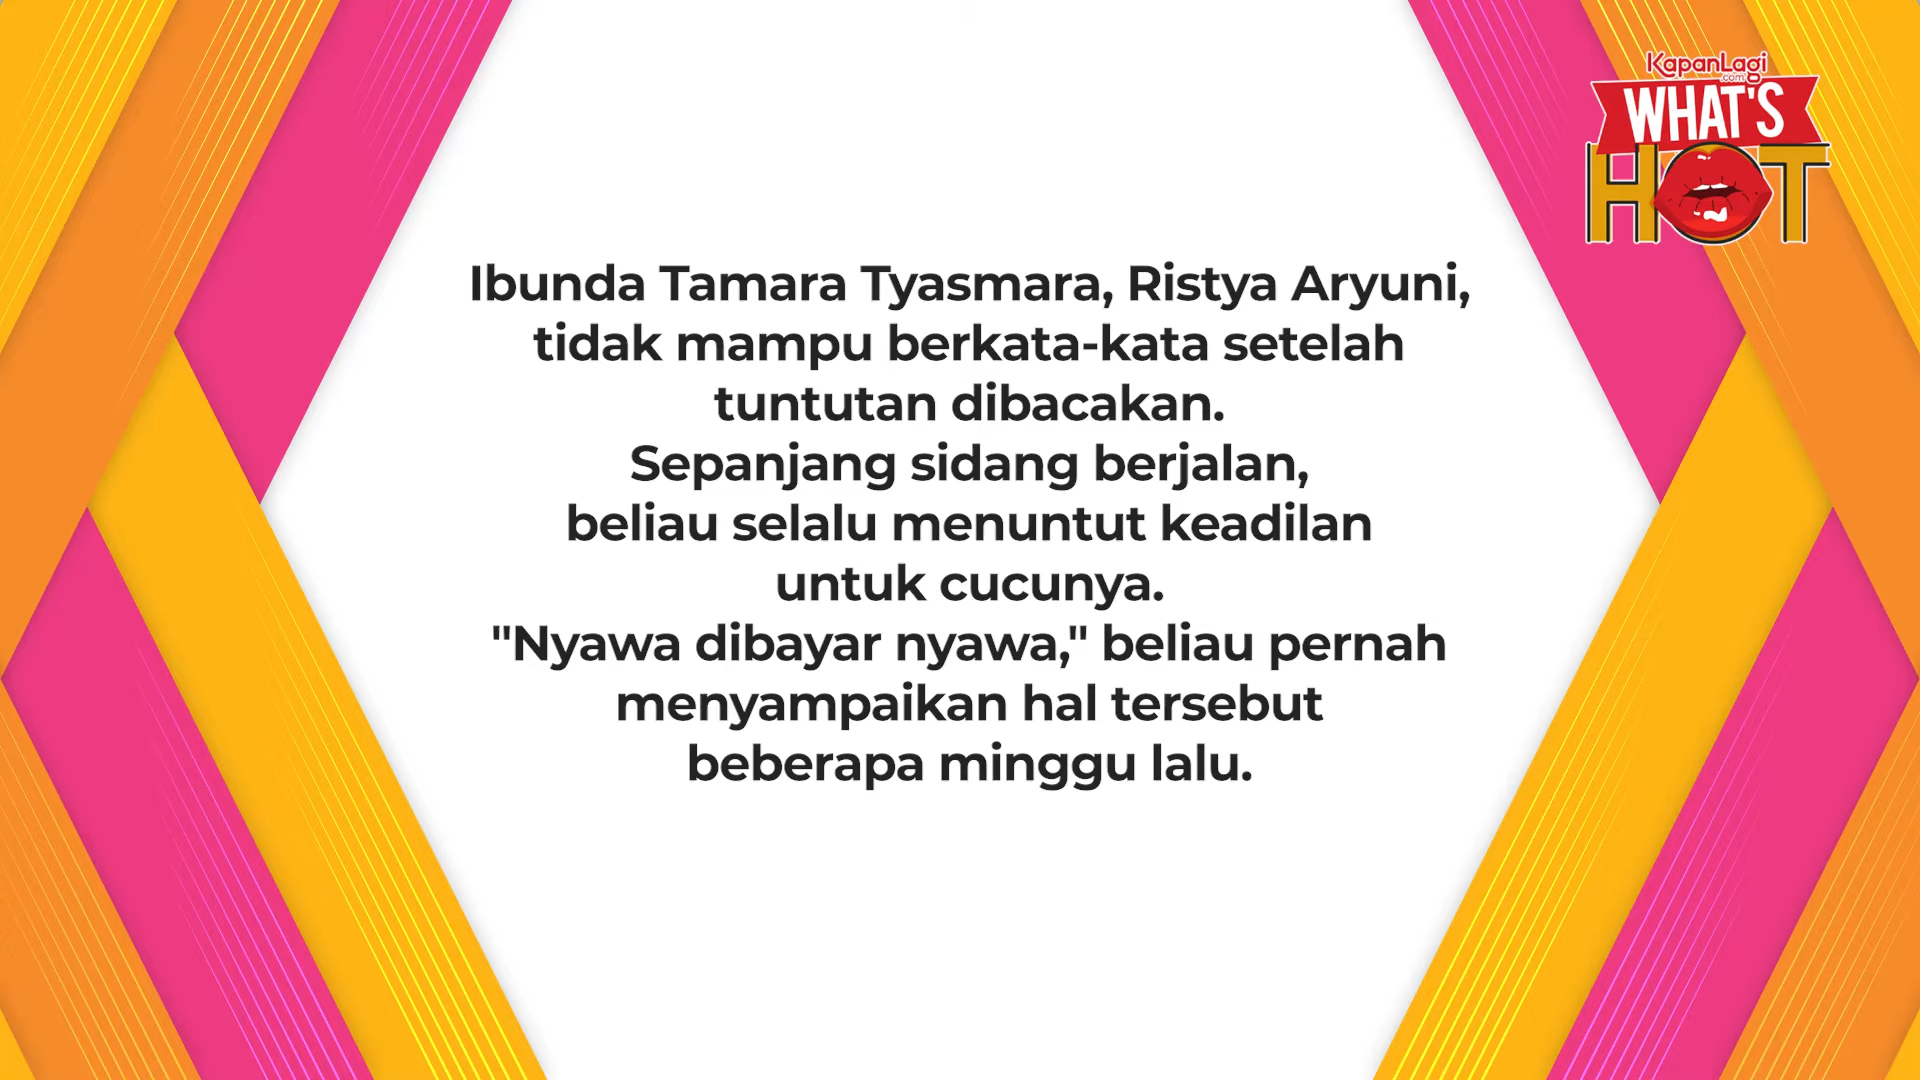 KapanLagi
.com
WHAT'S
HOT
Ibunda Tamara Tyasmara, Ristya Aryuni,
tidak mampu berkata-kata setelah
tuntutan dibacakan.
Sepanjang sidang berjalan,
beliau selalu menuntut keadilan
untuk cucunya.
"Nyawa dibayar nyawa," beliau pernah
menyampaikan hal tersebut
beberapa minggu lalu.